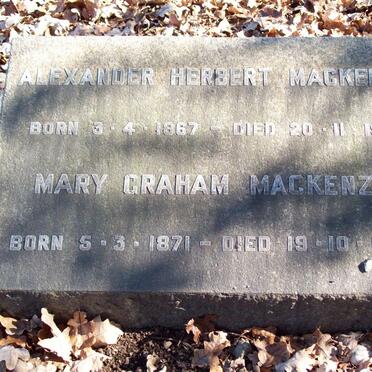 ALEXANDER HERBERT MACKEN
BORN 3·4·1867 – DIED 20·11·1
MARY GRAHAM MACKENZ
BORN 5·3·1871 – DIED 19·10·